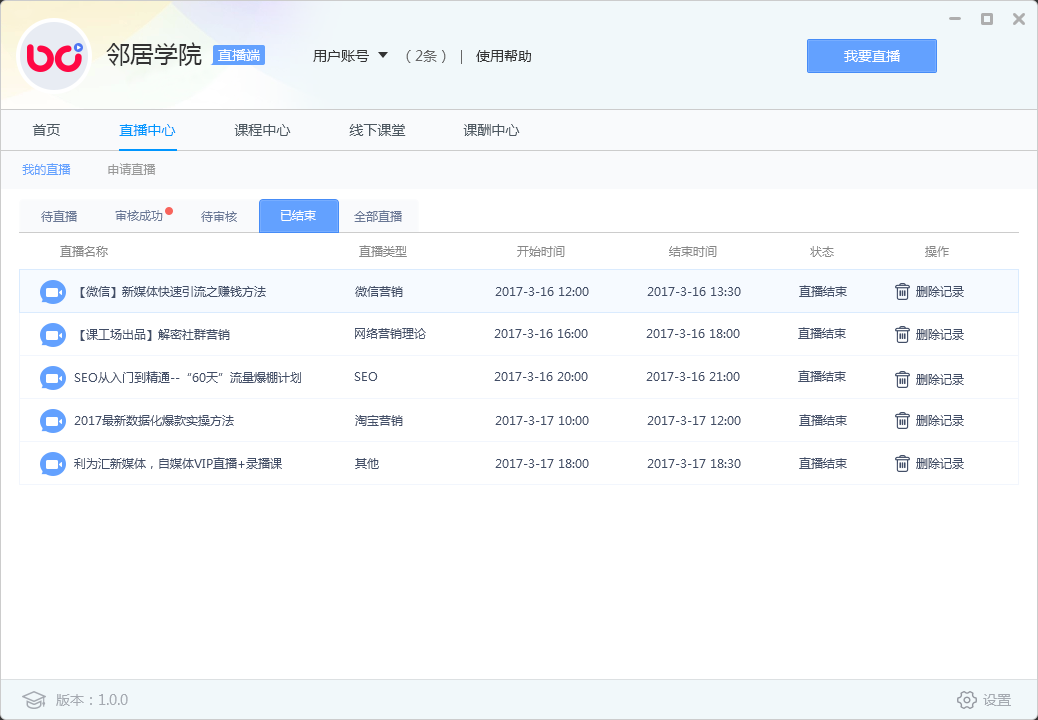 邻居学院 直播端 用户账号 （2条） | 使用帮助 我要直播
首页 直播中心 课程中心 线下课堂 课酬中心
我的直播 申请直播
待直播 审核成功 待审核 已结束 全部直播
直播名称 直播类型 开始时间 结束时间 状态 操作
【微信】新媒体快速引流之赚钱方法 微信营销 2017-3-16 12:00 2017-3-16 13:30 直播结束 删除记录
【课工场出品】解密社群营销 网络营销理论 2017-3-16 16:00 2017-3-16 18:00 直播结束 删除记录
SEO从入门到精通--“60天”流量爆棚计划 SEO 2017-3-16 20:00 2017-3-16 21:00 直播结束 删除记录
2017最新数据化爆款实操方法 淘宝营销 2017-3-17 10:00 2017-3-17 12:00 直播结束 删除记录
利为汇新媒体，自媒体VIP直播+录播课 其他 2017-3-17 18:00 2017-3-17 18:30 直播结束 删除记录
版本：1.0.0 设置